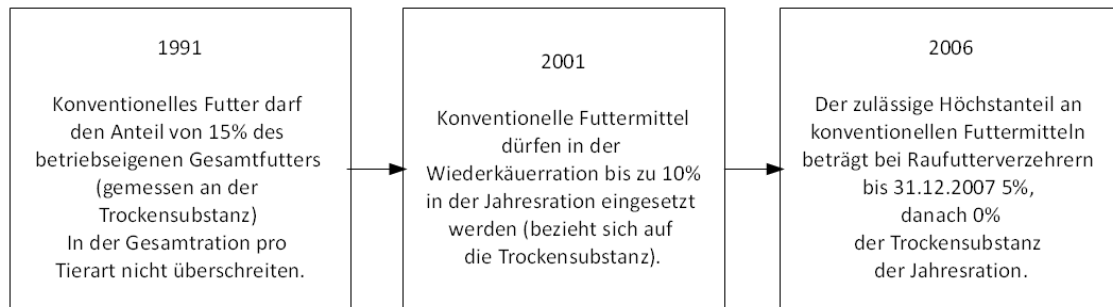 1991
Konventionelles Futter darf
den Anteil von 15% des
betriebseigenen Gesamtfutters
(gemessen an der
Trockensubstanz)
In der Gesamtration pro
Tierart nicht überschreiten.
2001
Konventionelle Futtermittel
dürfen in der
Wiederkäuerration bis zu 10%
in der Jahresration eingesetzt
werden (bezieht sich auf
die Trockensubstanz).
2006
Der zulässige Höchstanteil an
konventionellen Futtermitteln
beträgt bei Raufutterverzehrern
bis 31.12.2007 5%,
danach 0%
der Trockensubstanz
der Jahresration.